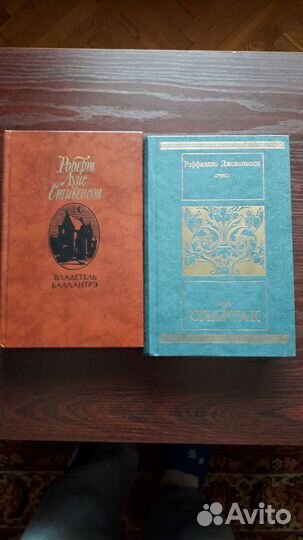 Роберт
Луис
Стивенсон
ВЛАДЕТЕЛЬ
БАЛЛАНТРЭ
Раффаэлло Джованьоли
СПАРТАК
Avito